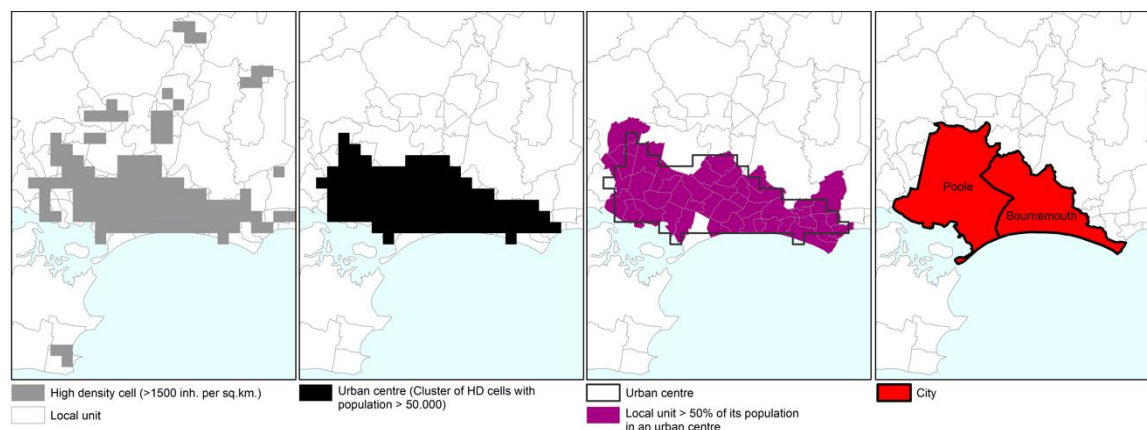 Poole
Bournemouth
High density cell (>1500 inh. per sq.km.)
Local unit
Urban centre (Cluster of HD cells with
population > 50.000)
Urban centre
Local unit > 50% of its population
in an urban centre
City